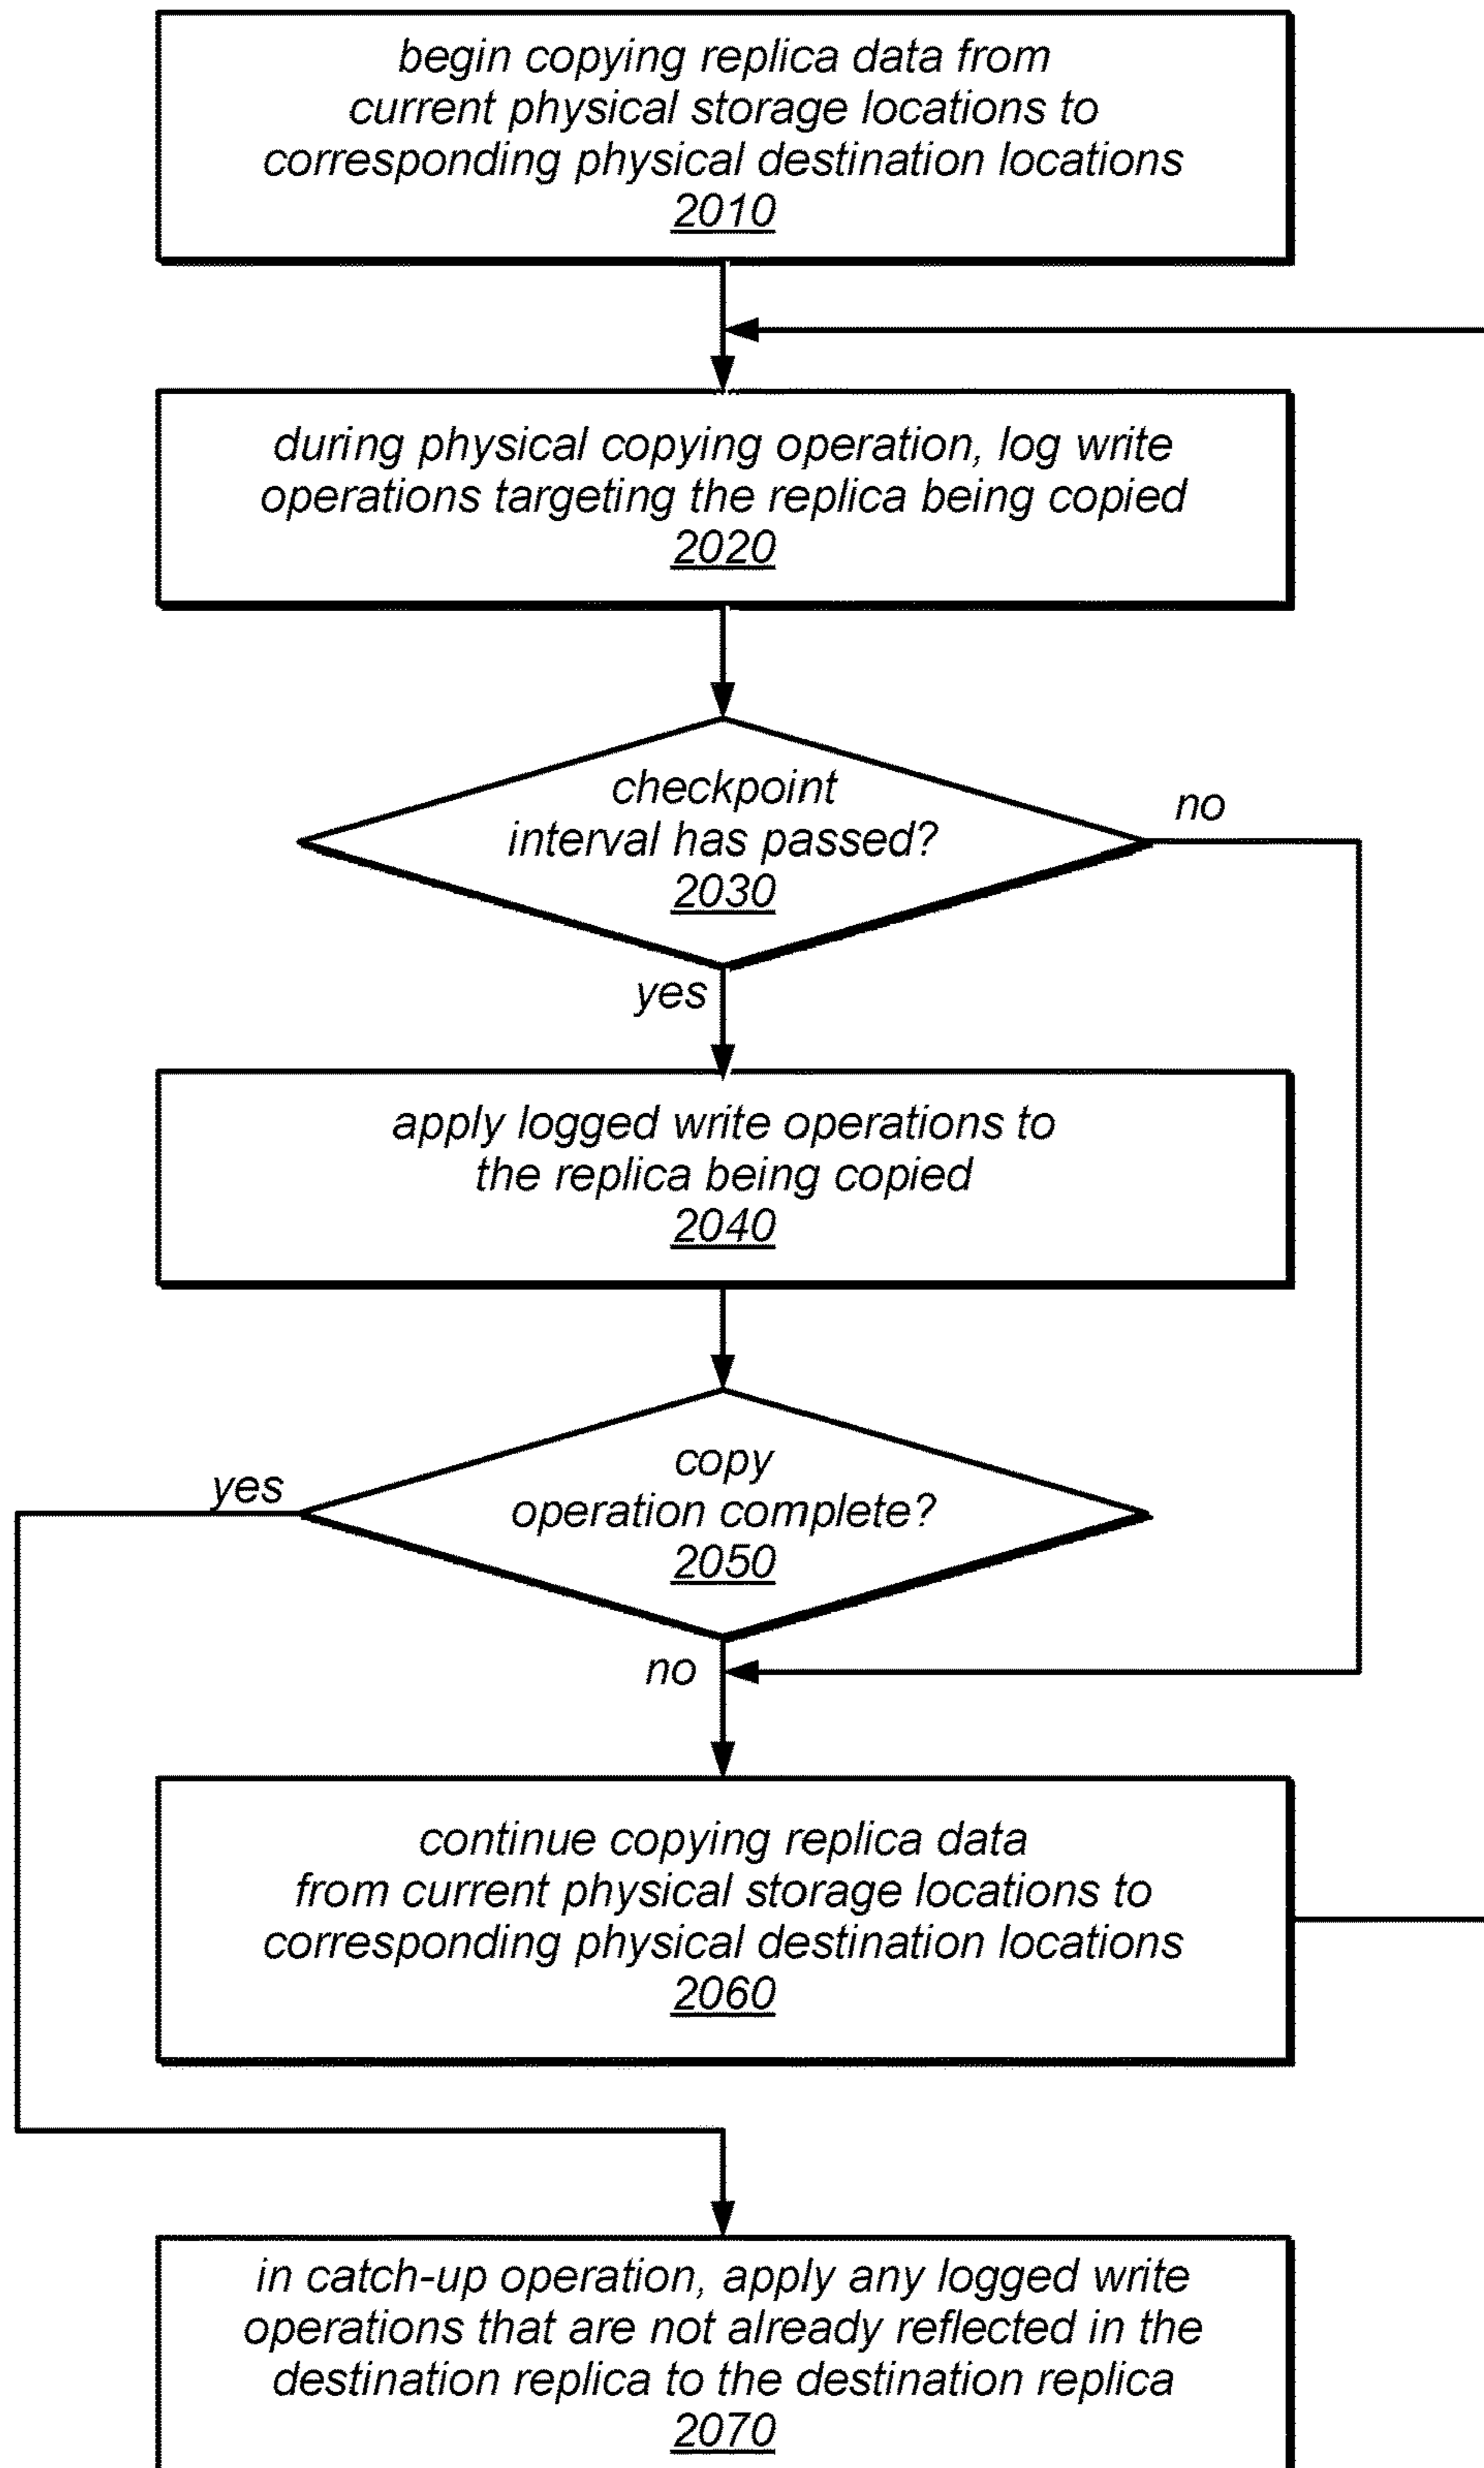 begin copying replica data from
current physical storage locations to
corresponding physical destination locations
2010
during physical copying operation, log write
operations targeting the replica being copied
2020
checkpoint
interval has passed?
2030
no
yes
apply logged write operations to
the replica being copied
2040
copy
operation complete?
2050
yes
no
continue copying replica data
from current physical storage locations to
corresponding physical destination locations
2060
in catch-up operation, apply any logged write
operations that are not already reflected in the
destination replica to the destination replica
2070